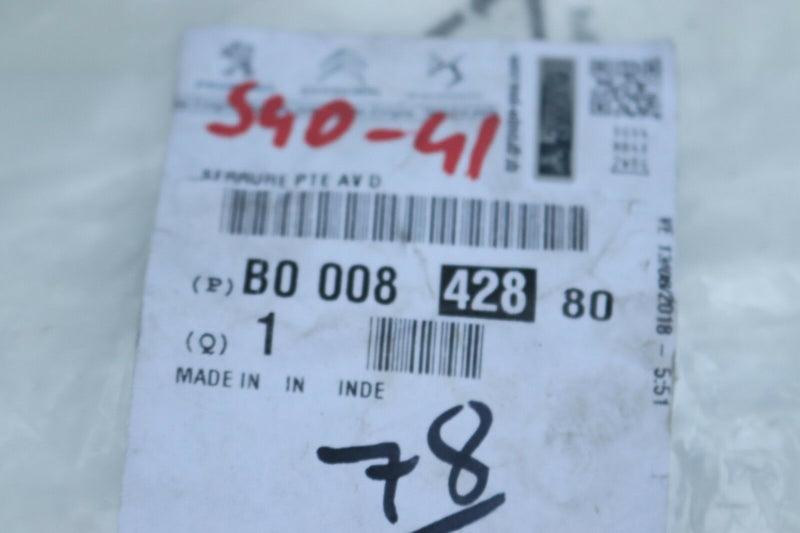 S40-41
SERRURE PTE AV D
(P) B0 008 428 80
(Q) 1
MADE IN IN INDE
78